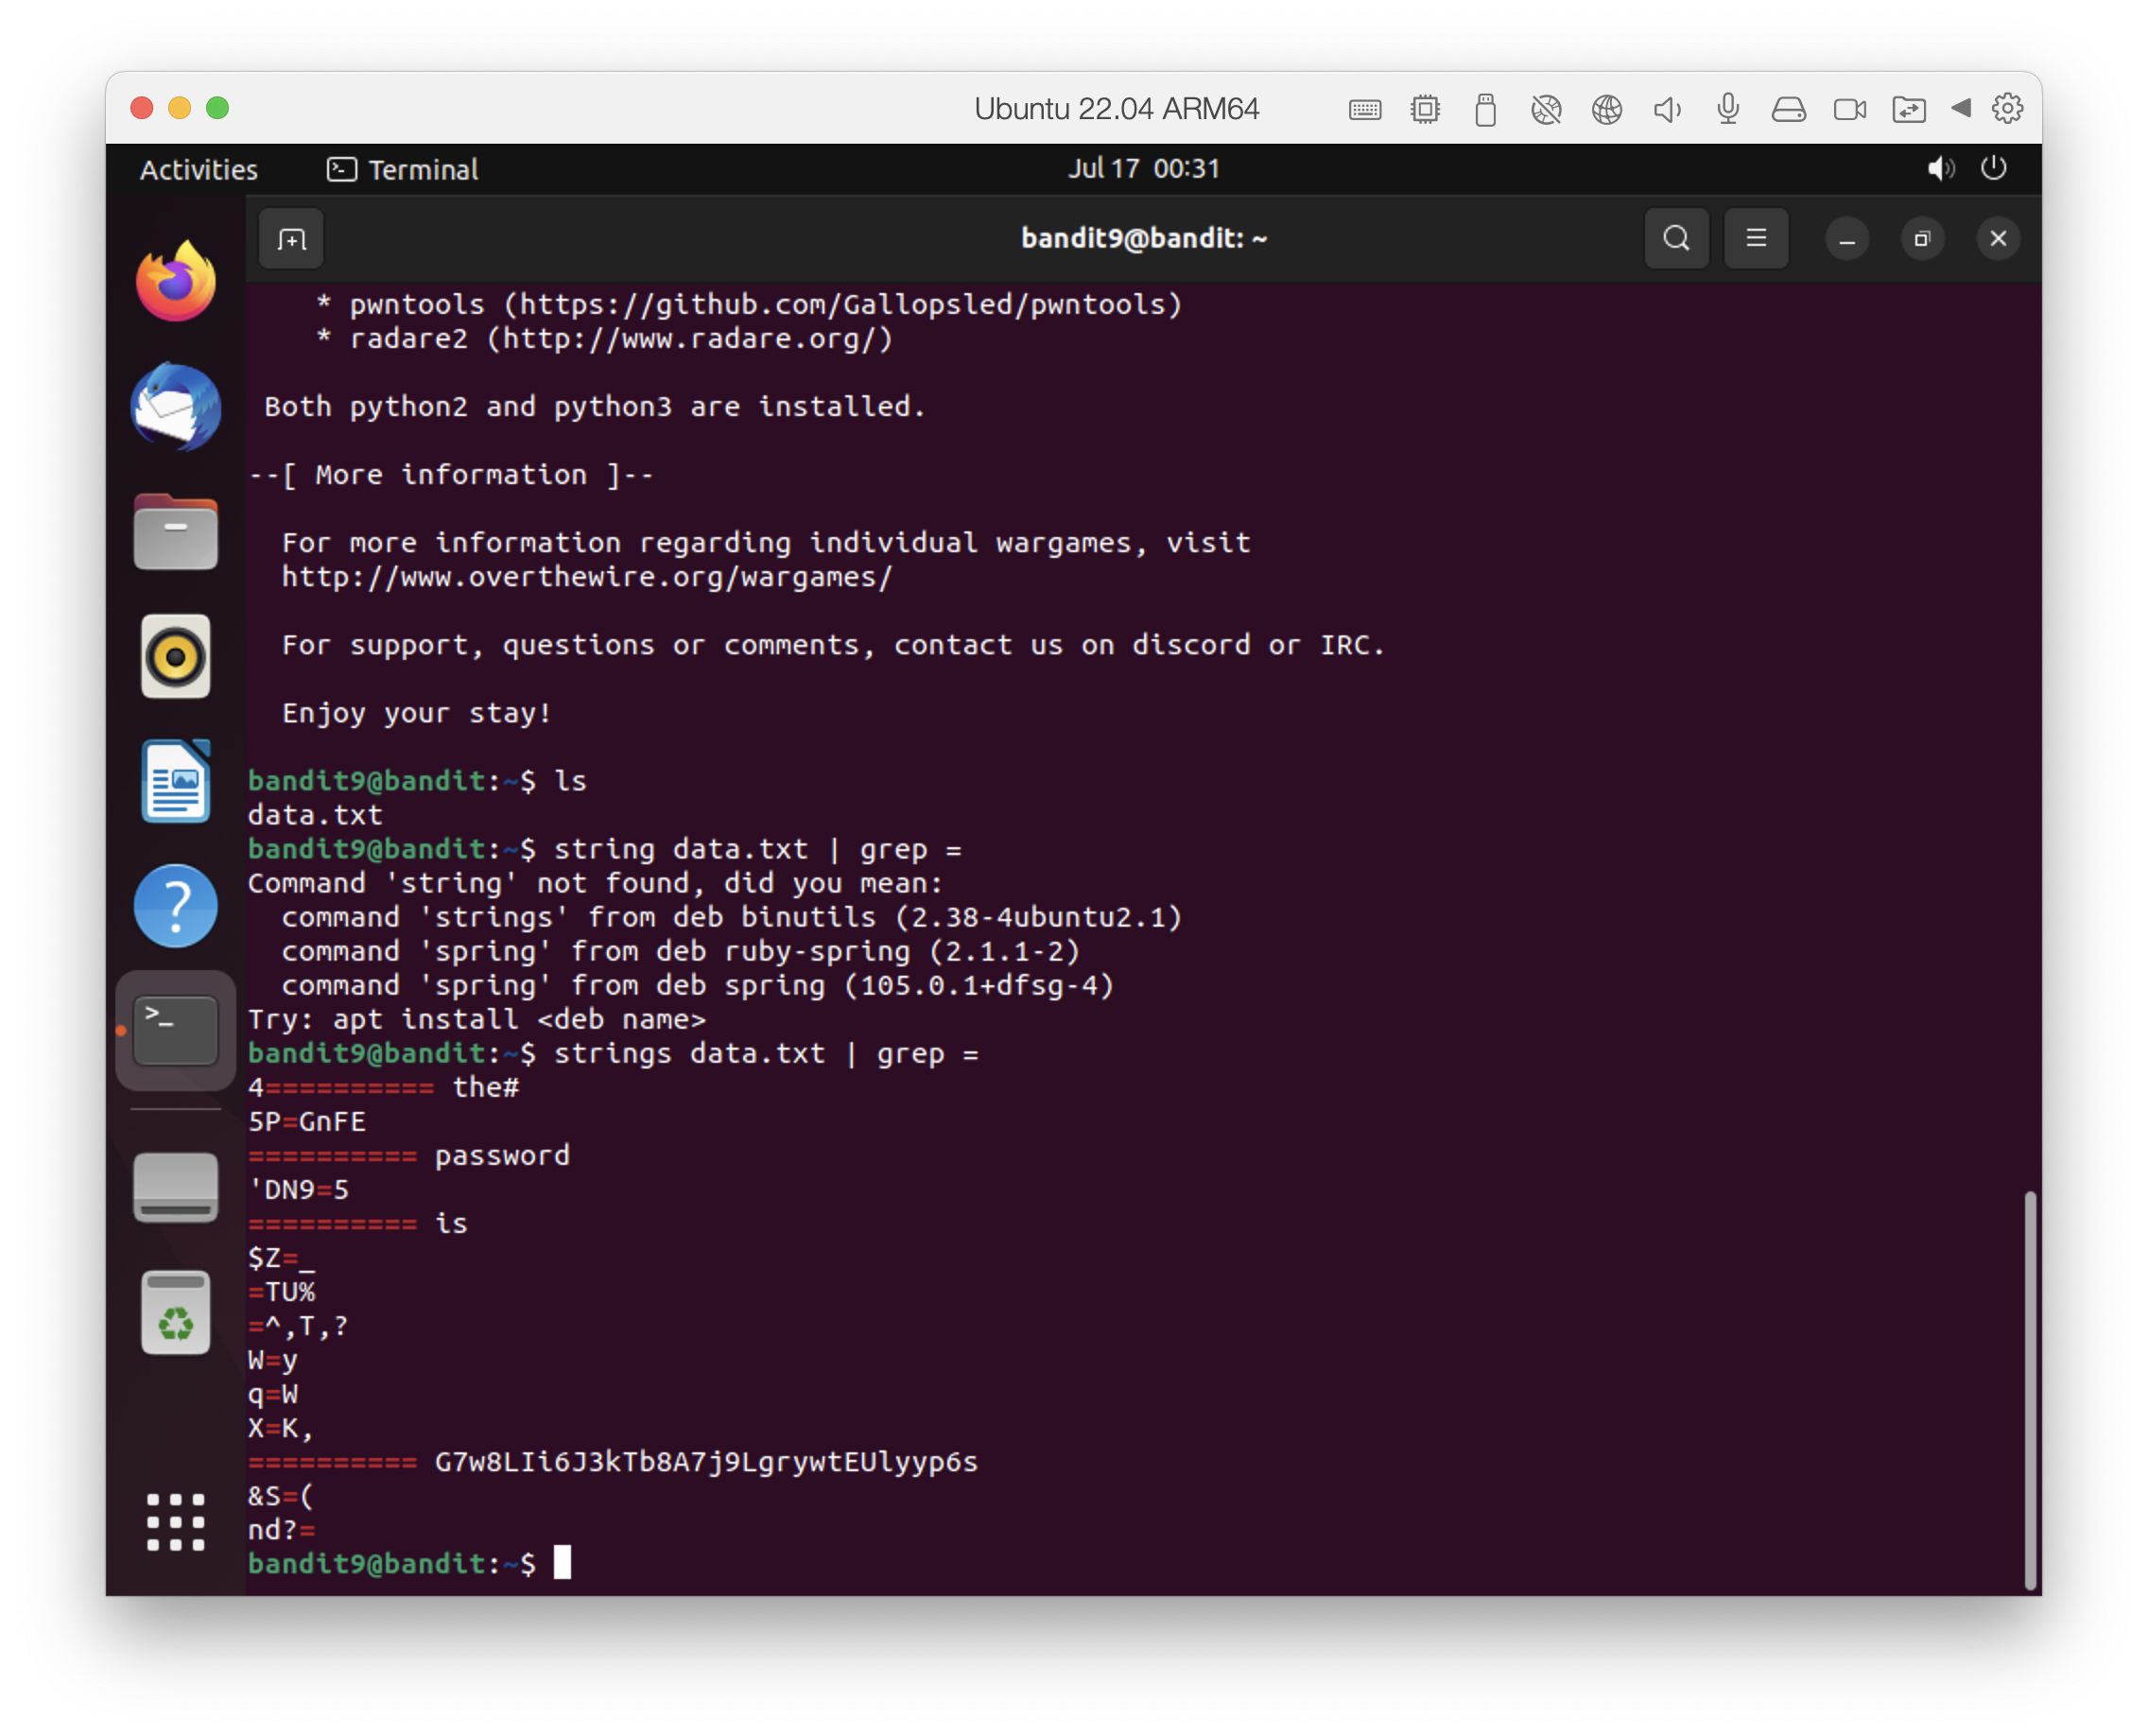 Ubuntu 22.04 ARM64
Activities
Terminal
Jul 17 00:31
bandit9@bandit: ~
* pwntools (https://github.com/Gallopsled/pwntools)
* radare2 (http://www.radare.org/)
Both python2 and python3 are installed.
--[ More information ]--
For more information regarding individual wargames, visit
http://www.overthewire.org/wargames/
For support, questions or comments, contact us on discord or IRC.
Enjoy your stay!
bandit9@bandit:~$ ls
data.txt
bandit9@bandit:~$ string data.txt | grep =
Command 'string' not found, did you mean:
command 'strings' from deb binutils (2.38-4ubuntu2.1)
command 'spring' from deb ruby-spring (2.1.1-2)
command 'spring' from deb spring (105.0.1+dfsg-4)
Try: apt install <deb name>
bandit9@bandit:~$ strings data.txt | grep =
4========== the#
5P=GnFE
========== password
'DN9=5
========== is
$Z=_
=TU%
=^,T,?
W=y
q=W
X=K,
========== G7w8LIi6J3kTb8A7j9LgrywtEUlyyp6s
&S=(
nd?=
bandit9@bandit:~$